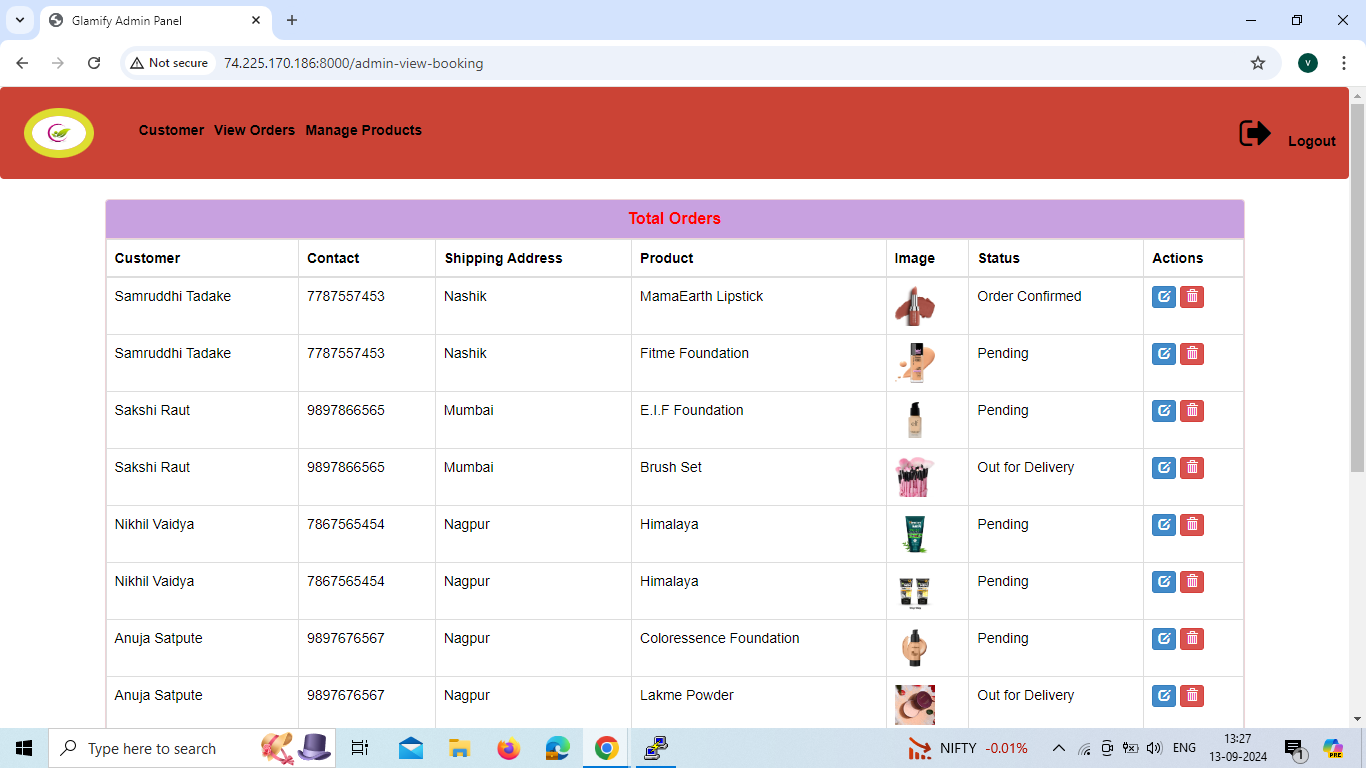 Glamify Admin Panel
Not secure 74.225.170.186:8000/admin-view-booking V
Customer View Orders Manage Products Logout
Total Orders
Customer Contact Shipping Address Product Image Status Actions
Samruddhi Tadake 7787557453 Nashik MamaEarth Lipstick Order Confirmed
Samruddhi Tadake 7787557453 Nashik Fitme Foundation Pending
Sakshi Raut 9897866565 Mumbai E.I.F Foundation Pending
Sakshi Raut 9897866565 Mumbai Brush Set Out for Delivery
Nikhil Vaidya 7867565454 Nagpur Himalaya Pending
Nikhil Vaidya 7867565454 Nagpur Himalaya Pending
Anuja Satpute 9897676567 Nagpur Coloressence Foundation Pending
Anuja Satpute 9897676567 Nagpur Lakme Powder Out for Delivery
Type here to search NIFTY -0.01% ENG 13:27 1 PRE
13-09-2024